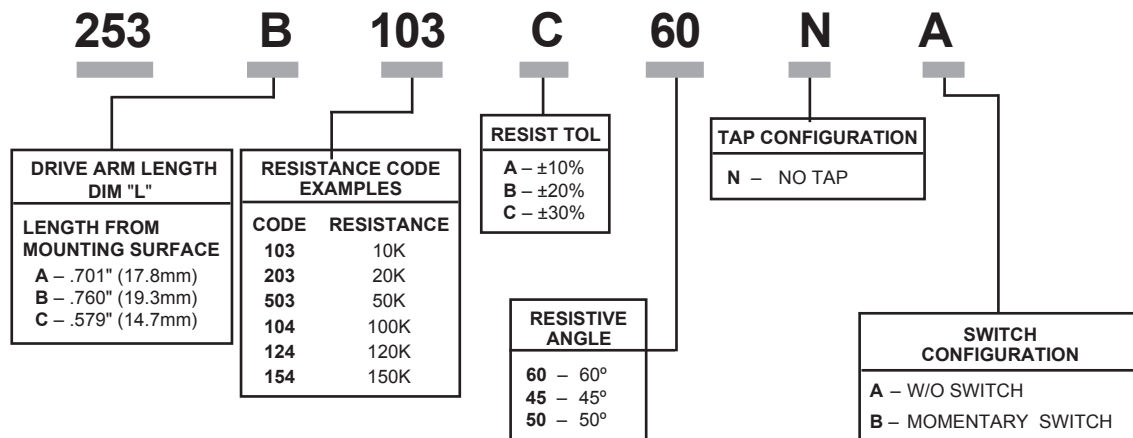 253 B 103 C 60 N A
DRIVE ARM LENGTH
DIM "L"
LENGTH FROM
MOUNTING SURFACE
A – .701" (17.8mm)
B – .760" (19.3mm)
C – .579" (14.7mm)
RESISTANCE CODE
EXAMPLES
CODE RESISTANCE
103 10K
203 20K
503 50K
104 100K
124 120K
154 150K
RESIST TOL
A – ±10%
B – ±20%
C – ±30%
RESISTIVE
ANGLE
60 – 60º
45 – 45º
50 – 50º
TAP CONFIGURATION
N – NO TAP
SWITCH
CONFIGURATION
A – W/O SWITCH
B – MOMENTARY SWITCH